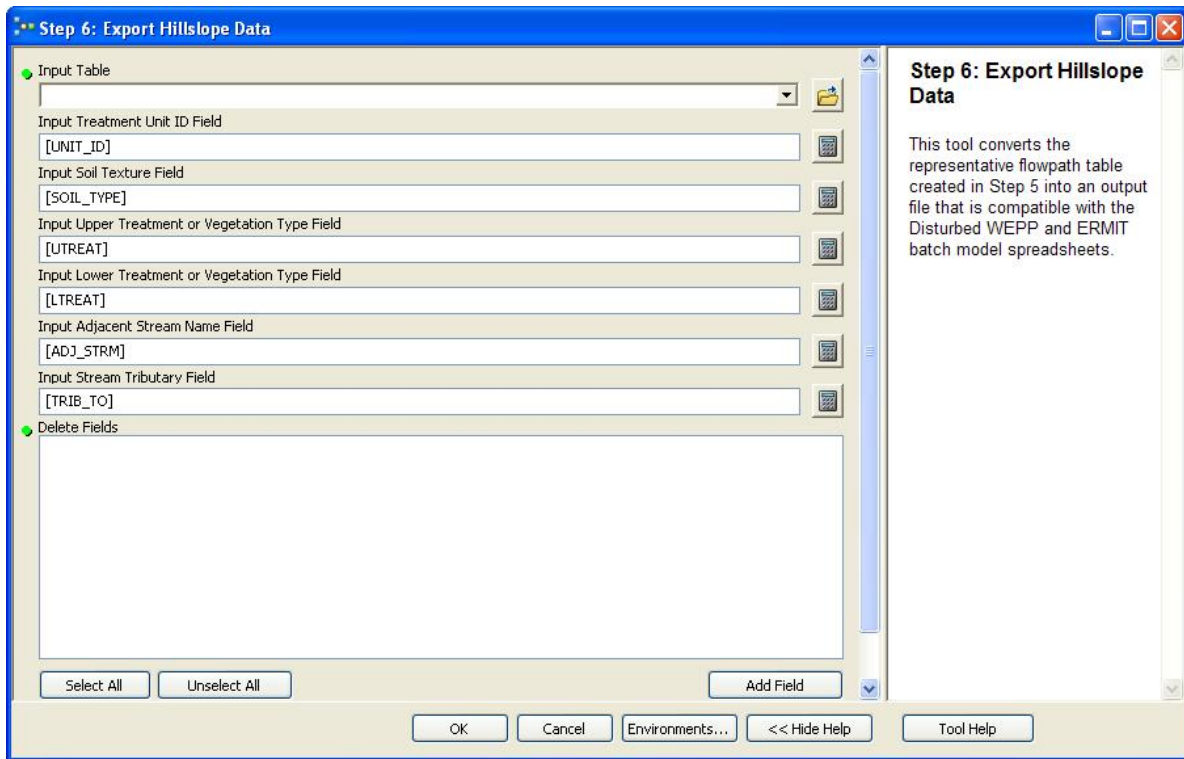 Step 6: Export Hillslope Data
Input Table
Input Treatment Unit ID Field
[UNIT_ID]
Input Soil Texture Field
[SOIL_TYPE]
Input Upper Treatment or Vegetation Type Field
[UTREAT]
Input Lower Treatment or Vegetation Type Field
[LTREAT]
Input Adjacent Stream Name Field
[ADJ_STRM]
Input Stream Tributary Field
[TRIB_TO]
Delete Fields
Select All
Unselect All
Add Field
OK
Cancel
Environments...
<< Hide Help
Step 6: Export Hillslope
Data
This tool converts the
representative flowpath table
created in Step 5 into an output
file that is compatible with the
Disturbed WEPP and ERMIT
batch model spreadsheets.
Tool Help